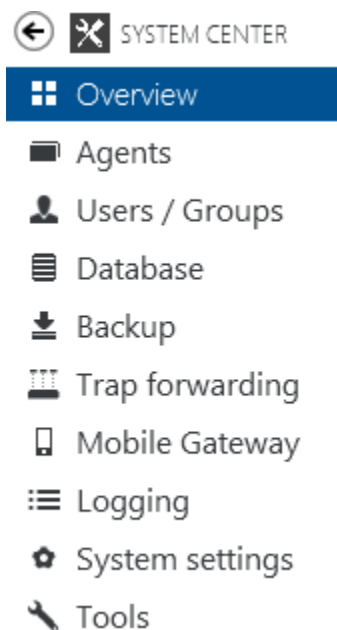 SYSTEM CENTER
Overview
Agents
Users / Groups
Database
Backup
Trap forwarding
Mobile Gateway
Logging
System settings
Tools